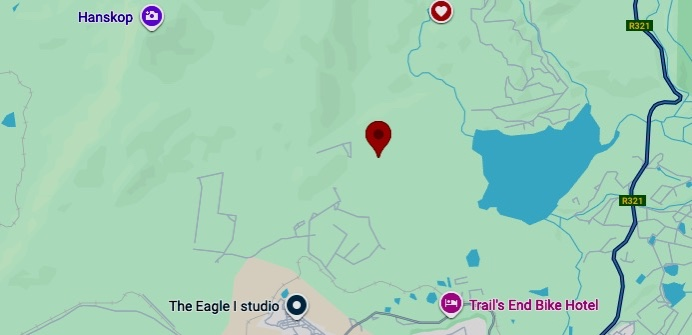 Hanskop
R321
R321
The Eagle I studio
Trail's End Bike Hotel